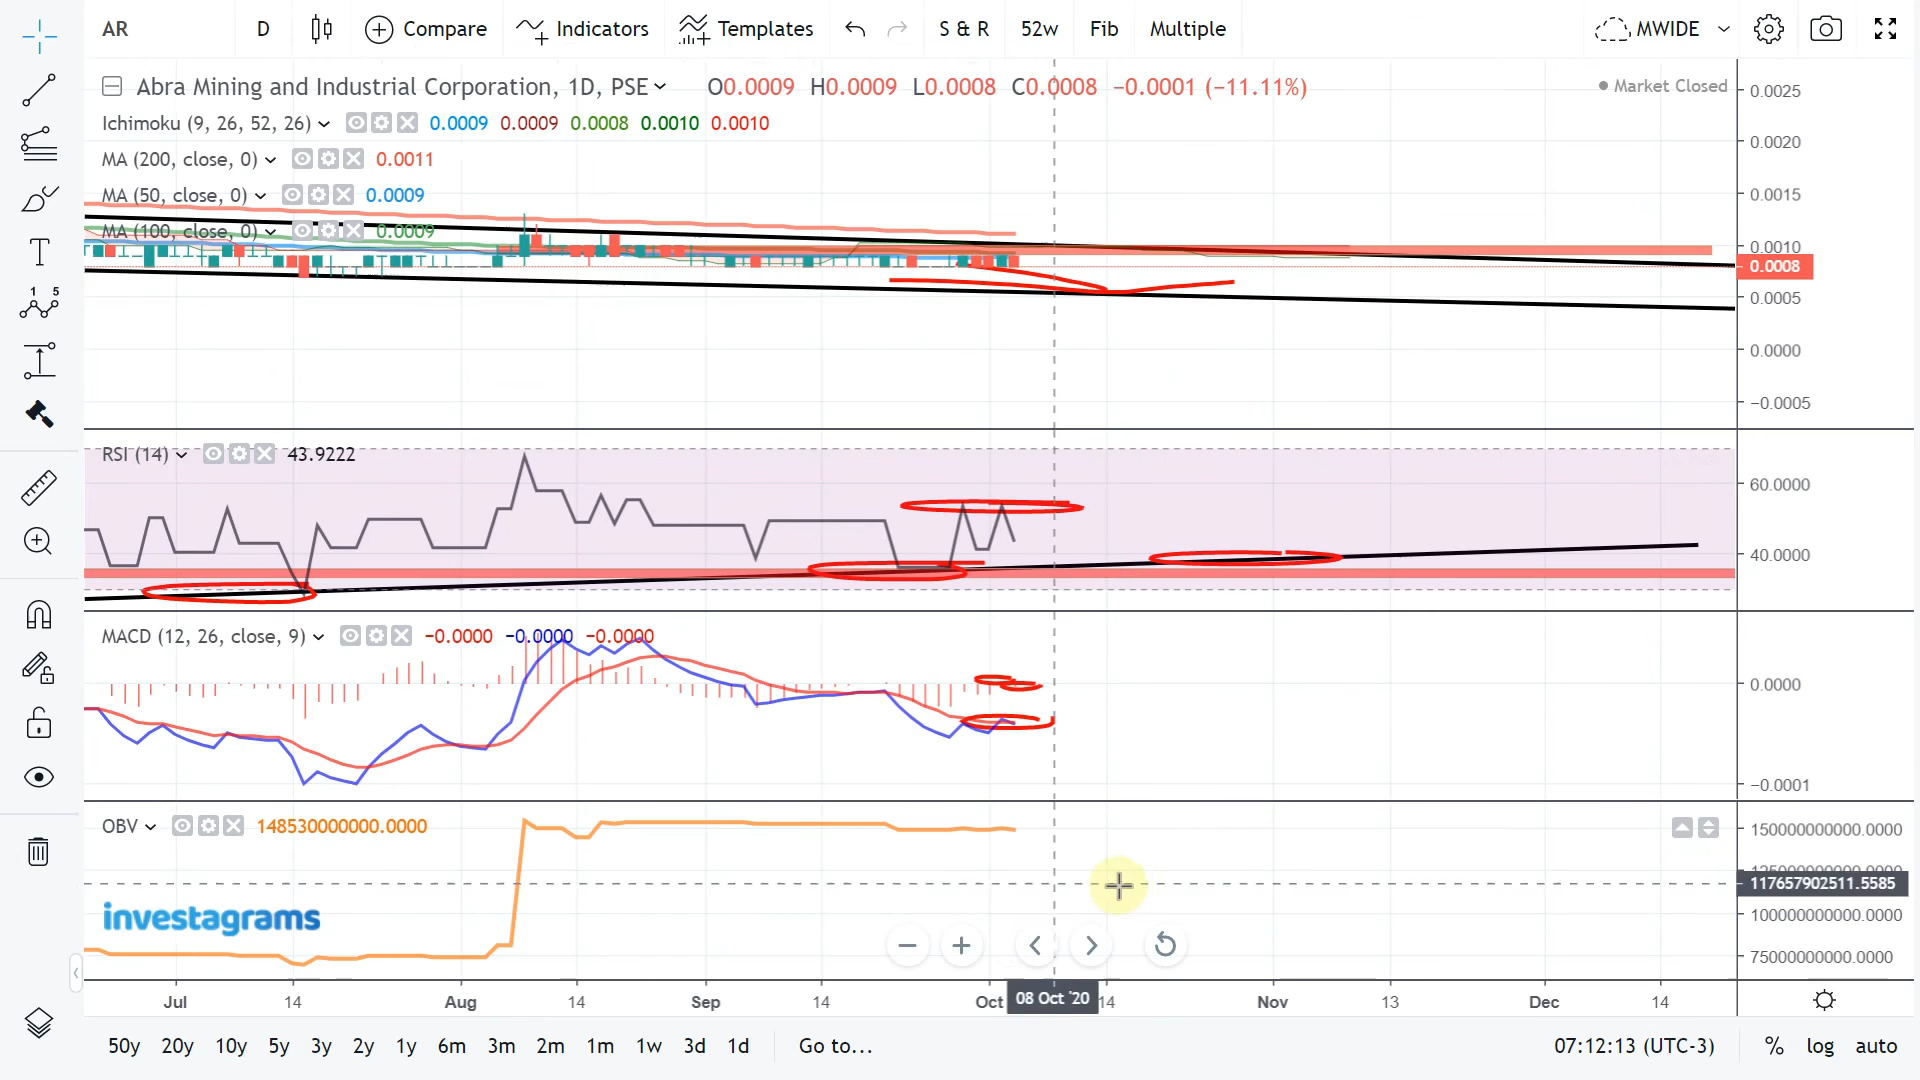 AR D Compare Indicators Templates S & R 52w Fib Multiple MWIDE
Abra Mining and Industrial Corporation, 1D, PSE O0.0009 H0.0009 L0.0008 C0.0008 −0.0001 (−11.11%)
Market Closed
Ichimoku (9, 26, 52, 26) 0.0009 0.0009 0.0008 0.0010 0.0010
MA (200, close, 0) 0.0011
MA (50, close, 0) 0.0009
MA (100, close, 0) 0.0009
0.0025
0.0020
0.0015
0.0010
0.0008
0.0005
0.0000
−0.0005
1 5
RSI (14) 43.9222
60.0000
40.0000
MACD (12, 26, close, 9) −0.0000 −0.0000 −0.0000
0.0000
−0.0001
OBV 148530000000.0000
150000000000.0000
117657902511.5585
100000000000.0000
75000000000.0000
investagrams
Jul 14 Aug 14 Sep 14 Oct 08 Oct '20 14 Nov 13 Dec 14
50y 20y 10y 5y 3y 2y 1y 6m 3m 2m 1m 1w 3d 1d Go to... 07:12:13 (UTC-3) % log auto